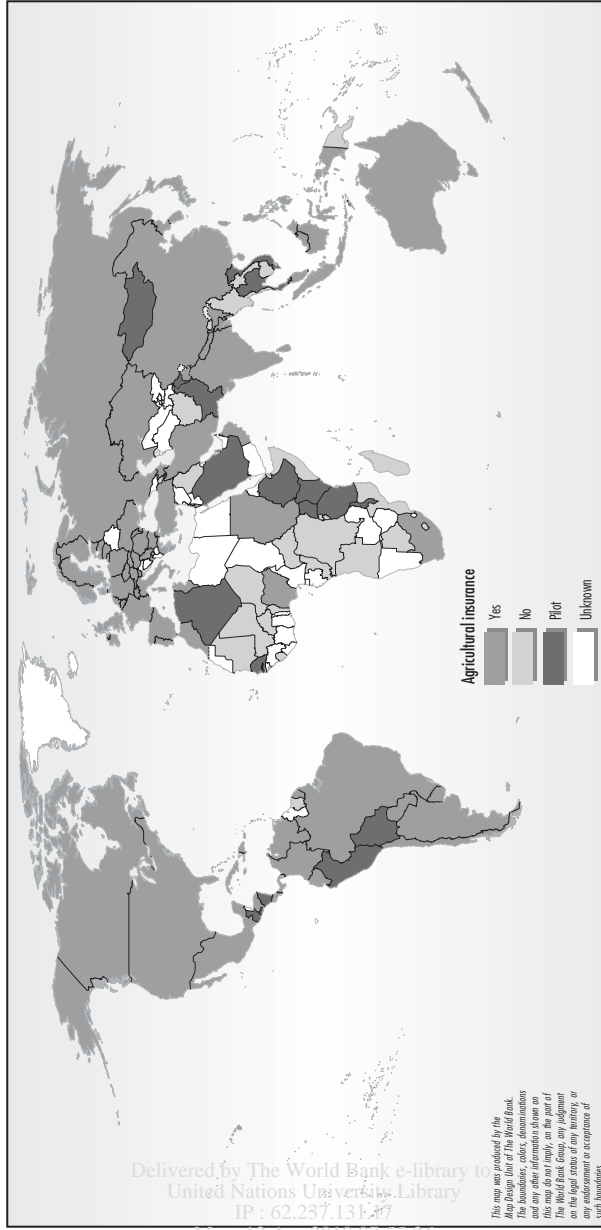 Agricultural insurance
Yes
No
Pilot
Unknown
This map was produced by the
Map Design Unit of The World Bank.
The boundaries, colors, denominations
and any other information shown on
this map do not imply, on the part of
The World Bank Group, any judgment
on the legal status of any territory, or
any endorsement or acceptance of
such boundaries.
Delivered by The World Bank e-library to
United Nations University Library
IP : 62.237.131.37